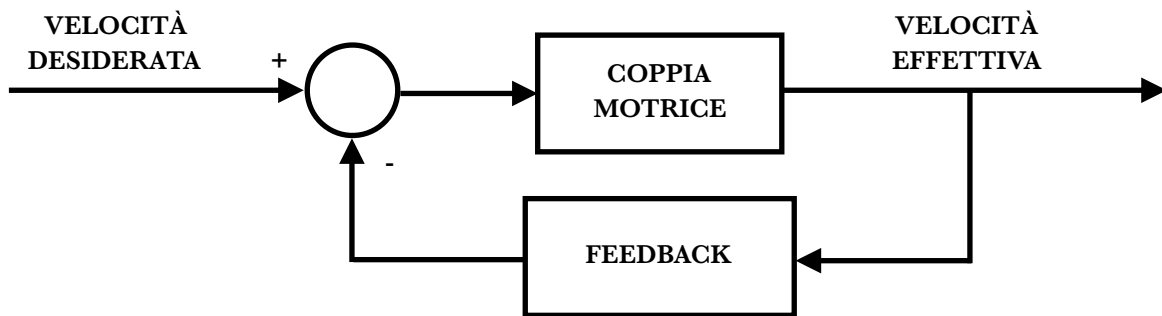 VELOCITÀ
DESIDERATA
+
COPPIA
MOTRICE
VELOCITÀ
EFFETTIVA
-
FEEDBACK